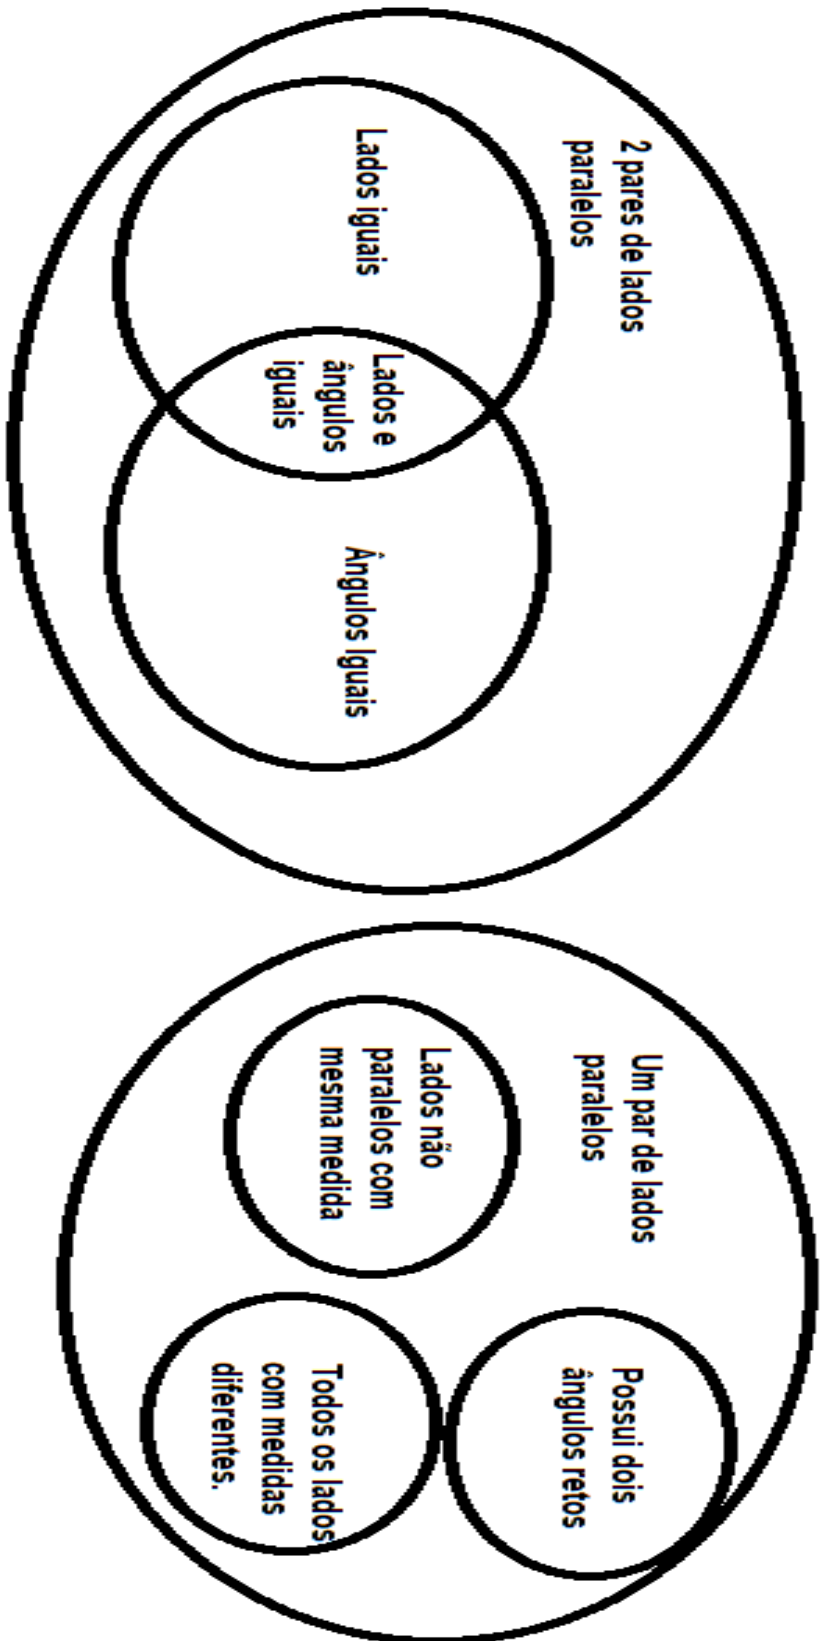 2 pares de lados
paralelos
Lados iguais
Lados e
ângulos
iguais
Ângulos Iguais
Um par de lados
paralelos
Lados não
paralelos com
mesma medida
Possui dois
ângulos retos
Todos os lados
com medidas
diferentes.